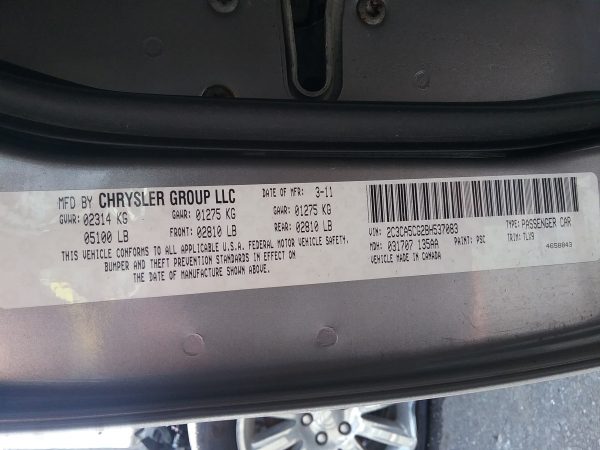 MFD BY CHRYSLER GROUP LLC DATE OF MFR: 3-11
GVWR: 02314 KG GAWR: 01275 KG GAWR: 01275 KG
05100 LB FRONT: 02810 LB REAR: 02810 LB
THIS VEHICLE CONFORMS TO ALL APPLICABLE U.S.A. FEDERAL MOTOR VEHICLE SAFETY,
BUMPER AND THEFT PREVENTION STANDARDS IN EFFECT ON
THE DATE OF MANUFACTURE SHOWN ABOVE.
VIN: 2C3CA5CG2BH537083 TYPE: PASSENGER CAR
MDH: 031707 135AA PAINT: PSC TRIM: TLV9
VEHICLE MADE IN CANADA 4658843